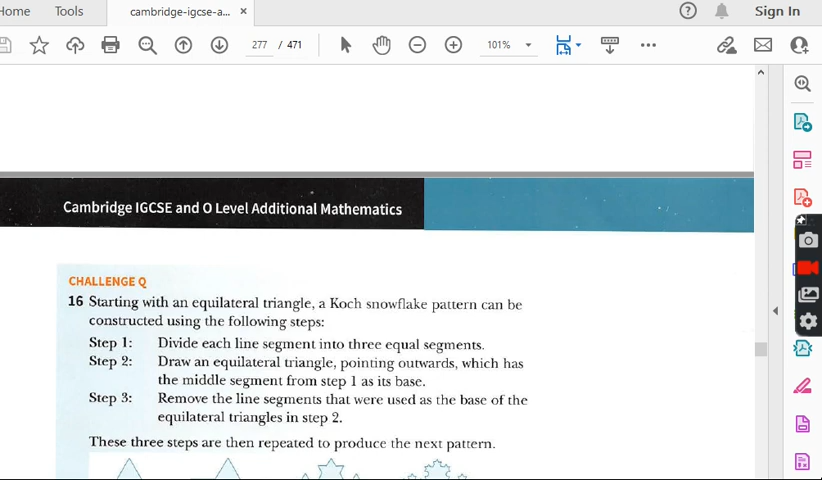 Home Tools cambridge-igcse-a... × Sign In
277 / 471 101%
Cambridge IGCSE and O Level Additional Mathematics
CHALLENGE Q
16 Starting with an equilateral triangle, a Koch snowflake pattern can be
constructed using the following steps:
Step 1: Divide each line segment into three equal segments.
Step 2: Draw an equilateral triangle, pointing outwards, which has
the middle segment from step 1 as its base.
Step 3: Remove the line segments that were used as the base of the
equilateral triangles in step 2.
These three steps are then repeated to produce the next pattern.